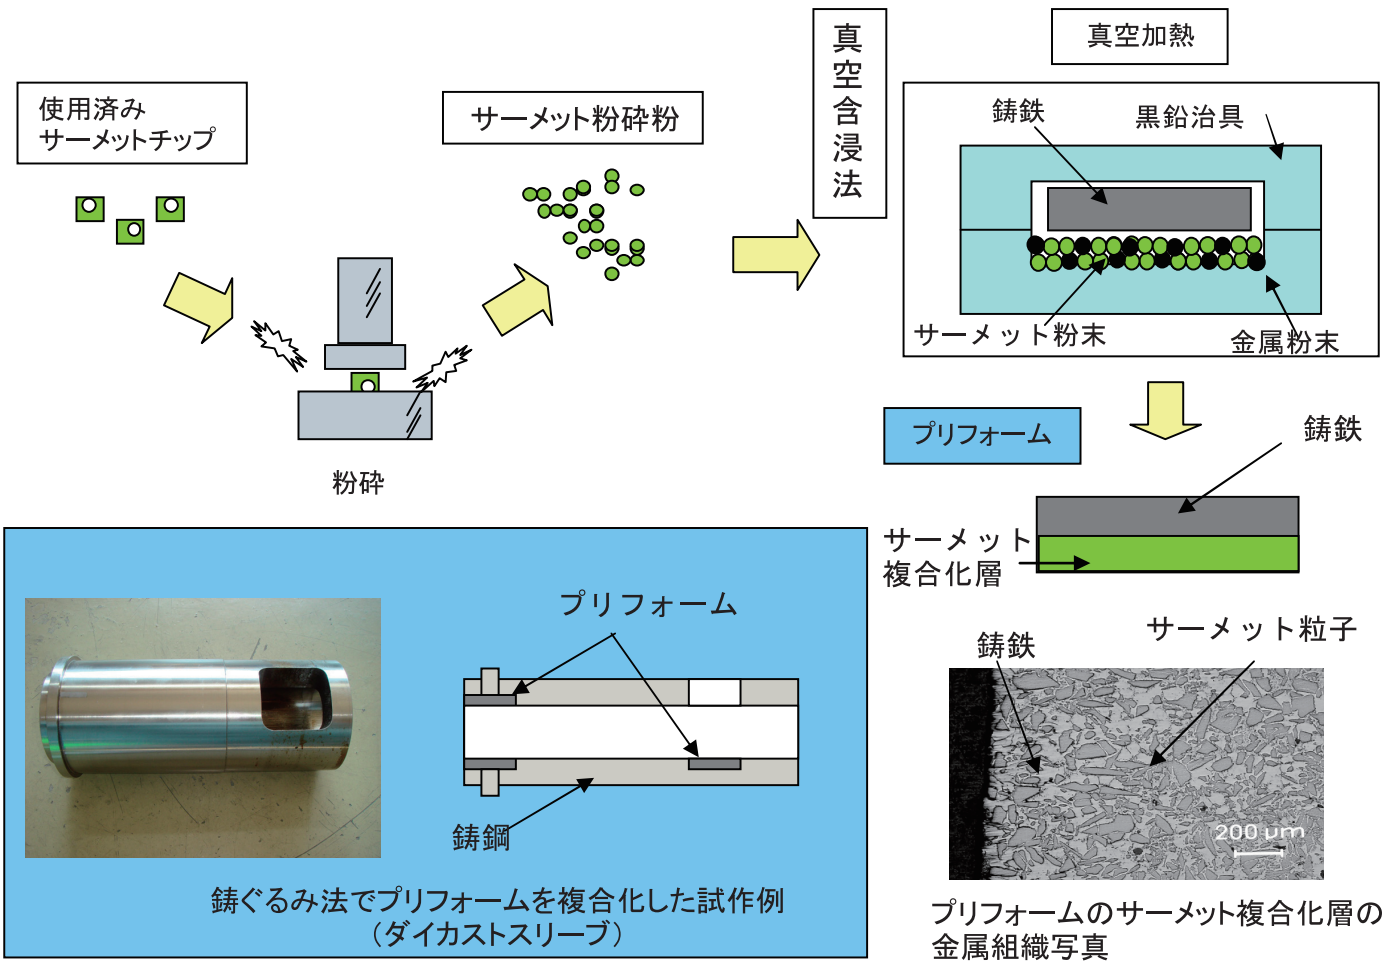 使用済み
サーメットチップ
粉砕
サーメット粉砕粉
真空含浸法
真空加熱
鋳鉄
黒鉛治具
サーメット粉末
金属粉末
プリフォーム
鋳鉄
サーメット
複合化層
鋳鉄
サーメット粒子
200 μm
プリフォームのサーメット複合化層の
金属組織写真
プリフォーム
鋳鋼
鋳ぐるみ法でプリフォームを複合化した試作例
（ダイカストスリーブ）